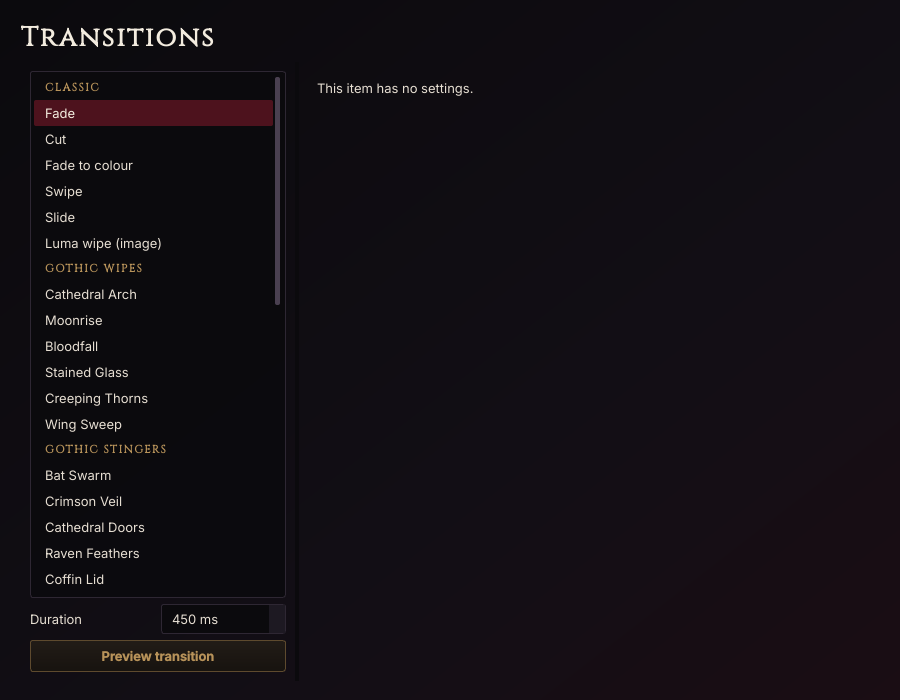 Transitions
CLASSIC
Fade
This item has no settings.
Cut
Fade to colour
Swipe
Slide
Luma wipe (image)
GOTHIC WIPES
Cathedral Arch
Moonrise
Bloodfall
Stained Glass
Creeping Thorns
Wing Sweep
GOTHIC STINGERS
Bat Swarm
Crimson Veil
Cathedral Doors
Raven Feathers
Coffin Lid
Duration 450 ms
Preview transition